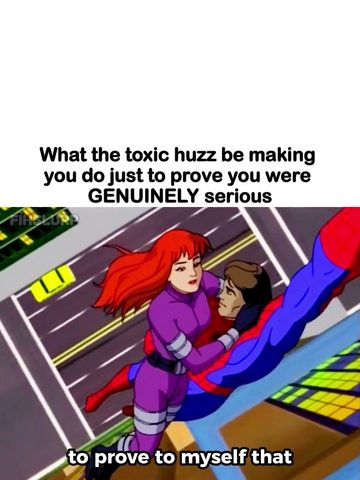 What the toxic huzz be making
you do just to prove you were
GENUINELY serious
FIHSLURP
to prove to myself that